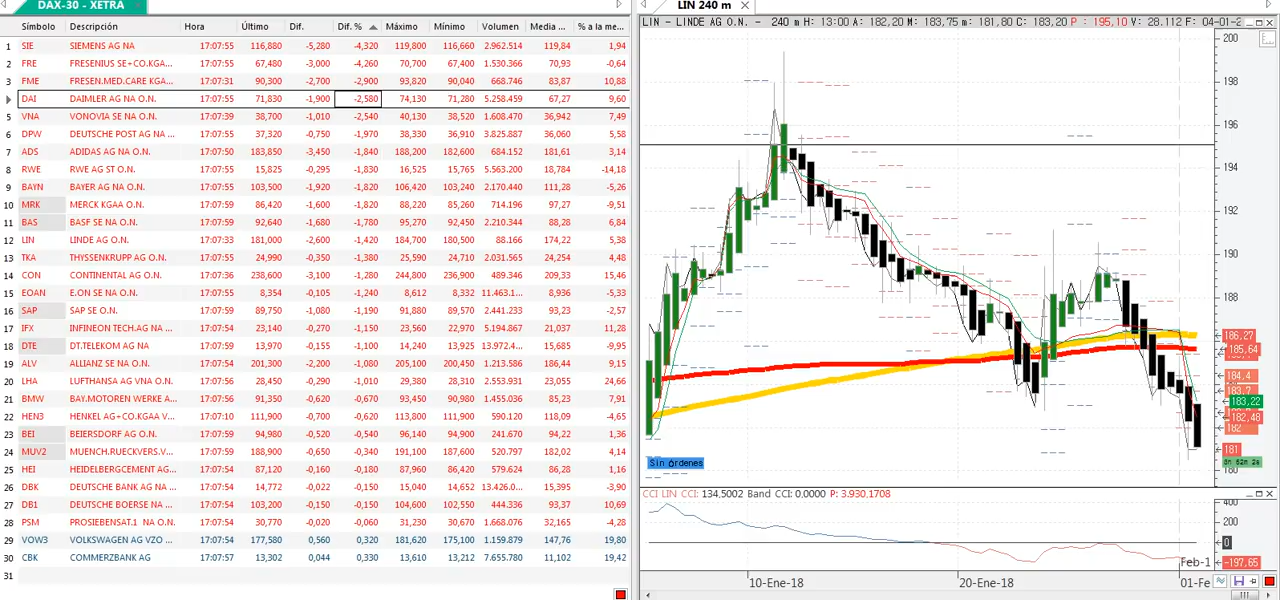 DAX-30 - XETRA
Símbolo Descripción Hora Último Dif. Dif. % Máximo Mínimo Volumen Media ... % a la me...
1 SIE SIEMENS AG NA 17:07:55 116,880 -5,280 -4,320 119,800 116,660 2.962.514 119,84 1,94
2 FRE FRESENIUS SE+CO.KGA... 17:07:55 67,480 -3,000 -4,260 70,700 67,400 1.530.366 70,93 -0,64
3 FME FRESEN.MED.CARE KGA... 17:07:31 90,300 -2,700 -2,900 93,820 90,040 668.746 83,87 10,88
DAI DAIMLER AG NA O.N. 17:07:55 71,830 -1,900 -2,580 74,130 71,280 5.258.459 67,27 9,60
5 VNA VONOVIA SE NA O.N. 17:07:39 38,700 -1,010 -2,540 40,130 38,520 1.608.470 36,942 7,49
6 DPW DEUTSCHE POST AG NA ... 17:07:55 37,320 -0,750 -1,970 38,330 36,910 3.825.887 36,060 5,58
7 ADS ADIDAS AG NA O.N. 17:07:50 183,850 -3,450 -1,840 188,200 182,600 684.152 181,61 3,14
8 RWE RWE AG ST O.N. 17:07:55 15,825 -0,295 -1,830 16,525 15,765 5.563.200 18,784 -14,18
9 BAYN BAYER AG NA O.N. 17:07:55 103,500 -1,920 -1,820 106,420 103,240 2.170.440 111,28 -5,26
10 MRK MERCK KGAA O.N. 17:07:59 86,420 -1,600 -1,820 88,220 85,260 714.196 97,27 -9,51
11 BAS BASF SE NA O.N. 17:07:59 92,640 -1,680 -1,780 95,270 92,450 2.210.344 88,28 6,84
12 LIN LINDE AG O.N. 17:07:33 181,000 -2,600 -1,420 184,700 180,500 88.166 174,22 5,38
13 TKA THYSSENKRUPP AG O.N. 17:07:55 24,990 -0,350 -1,380 25,590 24,710 2.031.565 24,254 4,48
14 CON CONTINENTAL AG O.N. 17:07:54 238,600 -3,100 -1,280 244,800 236,900 489.346 209,33 15,46
15 EOAN E.ON SE NA O.N. 17:07:55 8,361 -0,105 -1,240 8,612 8,332 11.463.1... 8,936 -5,33
16 SAP SAP SE O.N. 17:07:59 89,750 -1,080 -1,190 91,880 89,570 2.441.233 93,23 -2,57
17 IFX INFINEON TECH.AG NA ... 17:07:54 23,140 -0,270 -1,150 23,560 22,970 5.194.867 21,037 11,28
18 DTE DT.TELEKOM AG NA 17:07:59 13,970 -0,155 -1,100 14,240 13,925 13.972.4... 15,685 -9,95
19 ALV ALLIANZ SE NA O.N. 17:07:54 201,300 -2,200 -1,080 205,100 200,450 1.213.586 186,44 9,15
20 LHA LUFTHANSA AG VNA O.N. 17:07:56 28,450 -0,290 -1,010 29,380 28,310 2.553.931 23,055 24,66
21 BMW BAY.MOTOREN WERKE A... 17:07:56 91,350 -0,620 -0,670 93,450 90,980 1.455.036 85,23 7,91
22 HEN3 HENKEL AG+CO.KGAA V... 17:07:10 111,900 -0,700 -0,620 113,800 111,900 390.120 118,09 -4,65
23 BEI BEIERSDORF AG O.N. 17:07:59 94,980 -0,520 -0,540 96,140 94,900 241.670 94,22 1,36
24 MUV2 MUENCH.RUECKVERS.V... 17:07:59 188,900 -0,650 -0,340 191,100 187,600 520.797 182,02 4,14
25 HEI HEIDELBERGCEMENT AG... 17:07:54 87,120 -0,160 -0,180 87,960 86,420 579.624 86,28 1,16
26 DBK DEUTSCHE BANK AG NA ... 17:07:54 14,772 -0,022 -0,150 15,040 14,652 13.426.0... 15,395 -3,90
27 DB1 DEUTSCHE BOERSE NA ... 17:07:54 103,200 -0,150 -0,150 104,600 102,550 444.336 93,37 10,69
28 PSM PROSIEBENSAT.1 NA O.N. 17:07:54 30,770 -0,020 -0,060 31,230 30,670 1.668.076 32,165 -4,28
29 VOW3 VOLKSWAGEN AG VZO ... 17:07:54 177,580 0,560 0,320 181,620 175,100 1.159.879 147,76 19,80
30 CBK COMMERZBANK AG 17:07:57 13,302 0,044 0,330 13,610 13,212 7.655.780 11,102 19,42
31
LIN 240 m
LIN - LINDE AG O.N. - 240 m H: 13:00 A: 182,20 M: 183,75 m: 181,80 C: 183,20 P : 195,10 V: 28.112 F: 04-01-2
200
198
196
194
192
190
188
186,27
185,64
184,4
183,22
182,48
182
181
180
Sin órdenes
CCI LIN CCI: 134,5002 Band CCI: 0,0000 P: 3.930,1708
400
200
0
-197,65
Feb-1
10-Ene-18 20-Ene-18 01-Fe